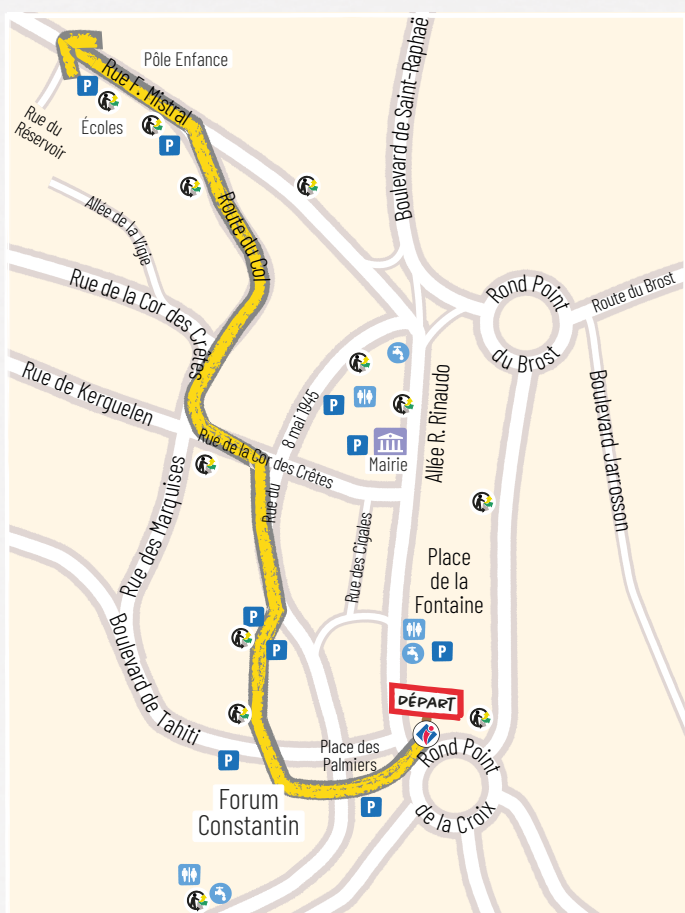 Pôle Enfance
Rue F. Mistral
P
Écoles
Rue du
Réservoir
P
Boulevard de Saint-Raphaë
Allée de la Vigie
Route du Col
Rue de la Cor des Crêtes
Rond Point
du Brost
Route du Brost
Rue de Kerguelen
8 mai 1945
Rue du
P
P
Mairie
Allée R. Rinaudo
Boulevard Jarrosson
Rue de la Cor des Crêtes
Rue des Marquises
Rue des Cigales
Place
de la
Fontaine
P
P
P
Boulevard de Tahiti
DÉPART
Place des
Palmiers
Rond Point
de la Croix
P
P
Forum
Constantin